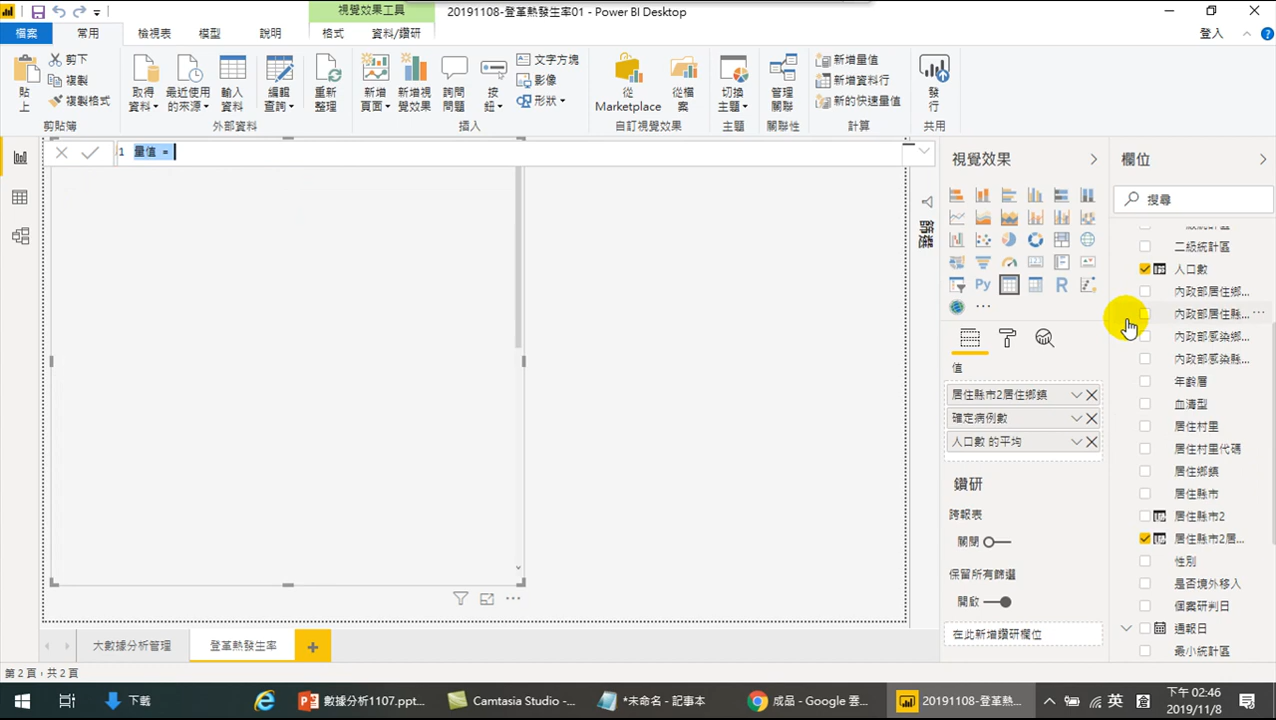 視覺效果工具
20191108-登革熱發生率01 - Power BI Desktop
檔案 常用 檢視表 模型 說明 格式 資料/鑽研 登入
貼上
剪下
複製
複製格式
剪貼簿
取得資料
最近使用的來源
輸入資料
編輯查詢
重新整理
外部資料
新增頁面
新增視覺效果
詢問問題
按鈕
文字方塊
影像
形狀
插入
從 Marketplace
從檔案
自訂視覺效果
切換主題
主題
管理關聯
關聯性
新增量值
新增資料行
新的快速量值
計算
發行
共用
1 量值 =
篩選
視覺效果
Py
R
值
居住縣市2居住鄉鎮
確定病例數
人口數 的平均
鑽研
跨報表
關閉
保留所有篩選
開啟
在此新增鑽研欄位
欄位
搜尋
二級統計區
人口數
內政部居住鄉...
內政部居住縣...
內政部感染鄉...
內政部感染縣...
年齡層
血清型
居住村里
居住村里代碼
居住鄉鎮
居住縣市
居住縣市2
居住縣市2居...
性別
是否境外移入
個案研判日
通報日
最小統計區
大數據分析管理 登革熱發生率
第 2 頁，共 2 頁
下載
數據分析1107.ppt...
Camtasia Studio -...
*未命名 - 記事本
成品 - Google 雲...
20191108-登革熱...
英
下午 02:46
2019/11/8